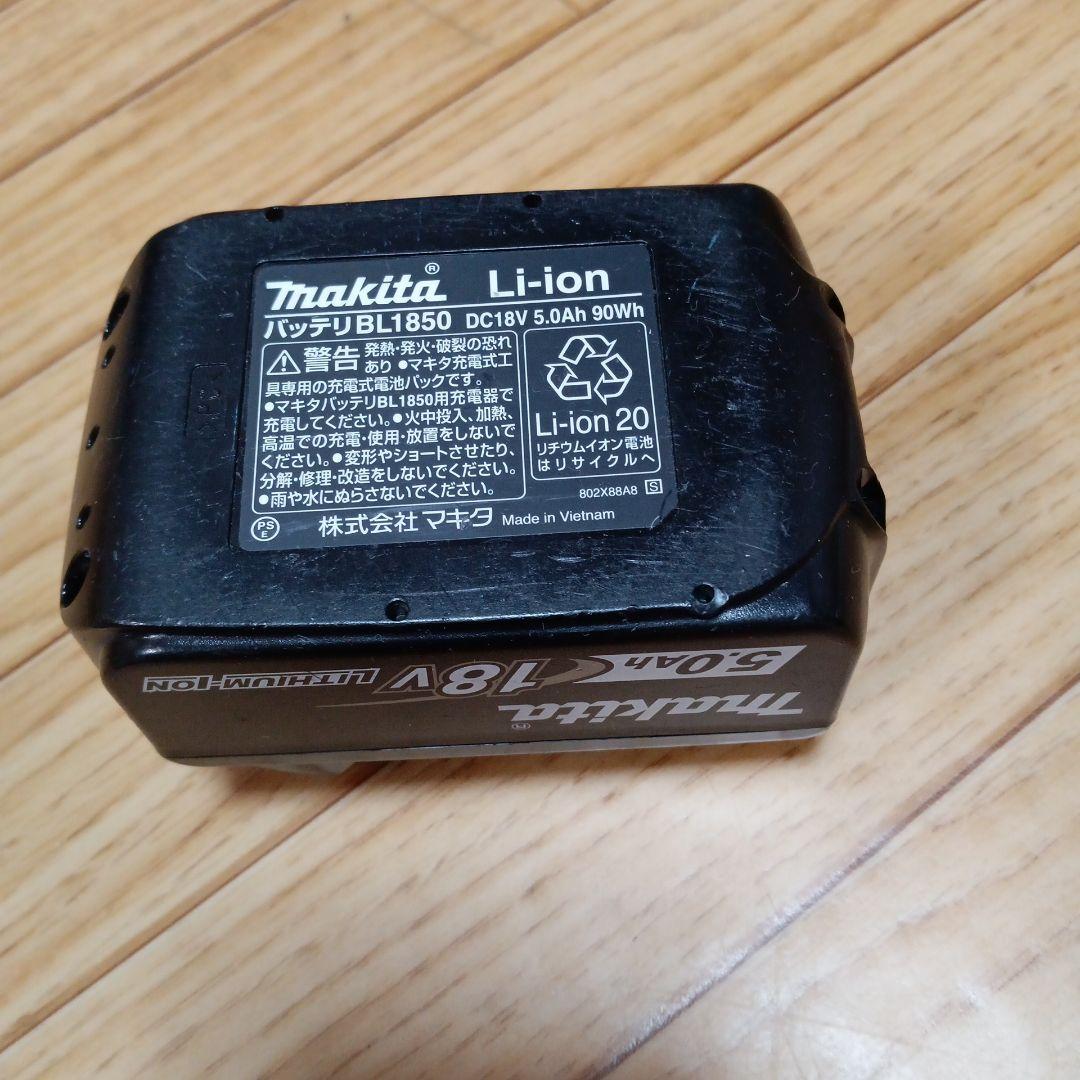 makita® Li-ion
バッテリBL1850 DC18V 5.0Ah 90Wh
警告 発熱・発火・破裂の恐れ
あり ●マキタ充電式工
具専用の充電式電池パックです。
●マキタバッテリBL1850用充電器で
充電してください。●火中投入、加熱、
高温での充電・使用・放置をしないで
ください。●変形やショートさせたり、
分解・修理・改造をしないでください。
●雨や水にぬらさないでください。
Li-ion 20
リチウムイオン電池
はリサイクルへ
802X88A8 S
PS
E
株式会社マキタ Made in Vietnam
makita®
5.0Ah 18V LITHIUM-ION